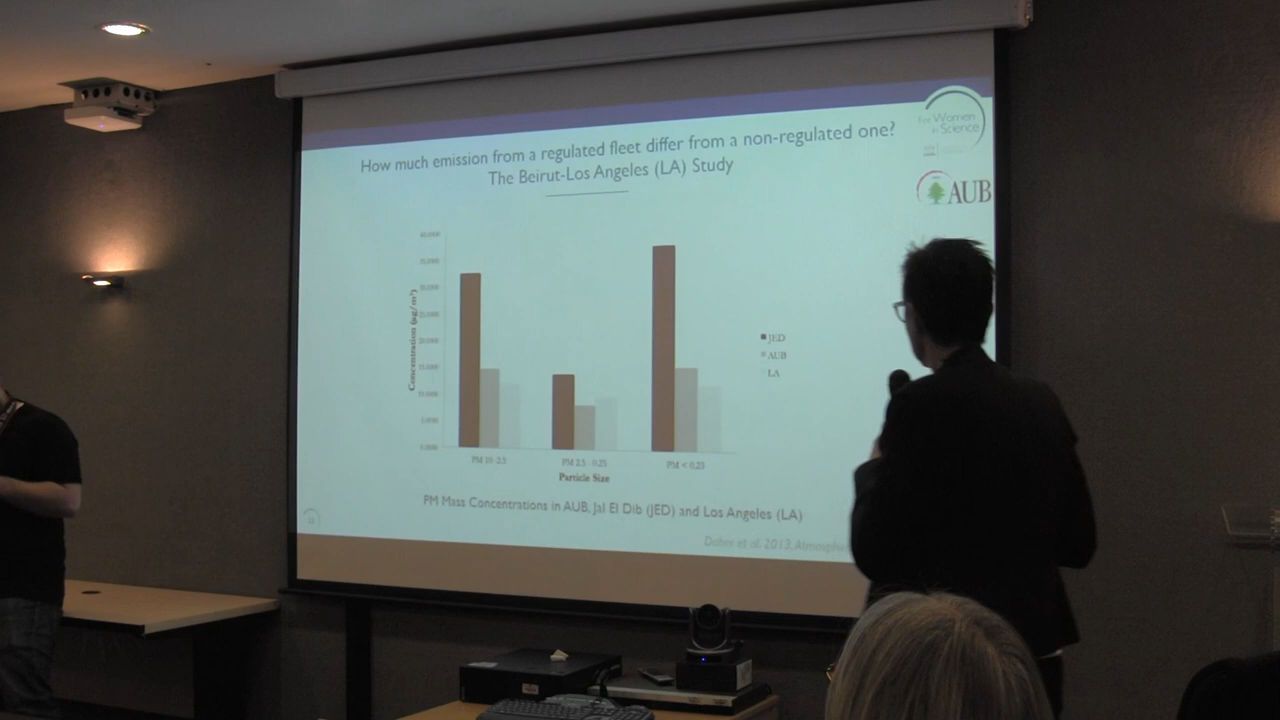 How much emission from a regulated fleet differ from a non-regulated one?
The Beirut-Los Angeles (LA) Study
For Women
in Science
AUB
Concentration (µg/m³)
JED
AUB
LA
PM 10-2.5
PM 2.5 - 0.25
PM < 0.25
Particle Size
PM Mass Concentrations in AUB, Jal El Dib (JED) and Los Angeles (LA)
Daher et al. 2013,